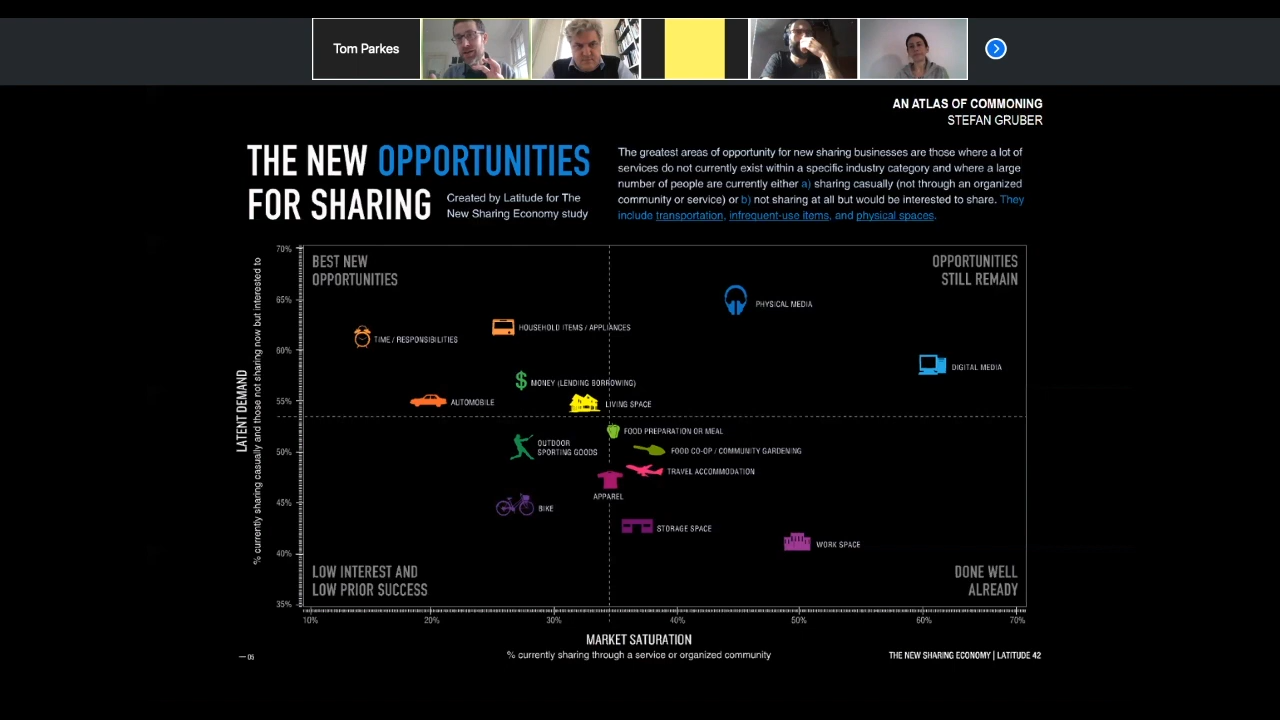 Tom Parkes
AN ATLAS OF COMMONING
STEFAN GRUBER
THE NEW OPPORTUNITIES
FOR SHARING
Created by Latitude for The
New Sharing Economy study
The greatest areas of opportunity for new sharing businesses are those where a lot of
services do not currently exist within a specific industry category and where a large
number of people are currently either a) sharing casually (not through an organized
community or service) or b) not sharing at all but would be interested to share. They
include transportation, infrequent-use items, and physical spaces.
LATENT DEMAND
% currently sharing casually and those not sharing now but interested to
70%
65%
60%
55%
50%
45%
40%
35%
BEST NEW
OPPORTUNITIES
OPPORTUNITIES
STILL REMAIN
PHYSICAL MEDIA
HOUSEHOLD ITEMS / APPLIANCES
TIME / RESPONSIBILITIES
DIGITAL MEDIA
MONEY (LENDING BORROWING)
AUTOMOBILE
LIVING SPACE
FOOD PREPARATION OR MEAL
OUTDOOR
SPORTING GOODS
FOOD CO-OP / COMMUNITY GARDENING
TRAVEL ACCOMMODATION
APPAREL
BIKE
STORAGE SPACE
WORK SPACE
LOW INTEREST AND
LOW PRIOR SUCCESS
DONE WELL
ALREADY
10%
20%
30%
40%
50%
60%
70%
MARKET SATURATION
% currently sharing through a service or organized community
— 05
THE NEW SHARING ECONOMY | LATITUDE 42